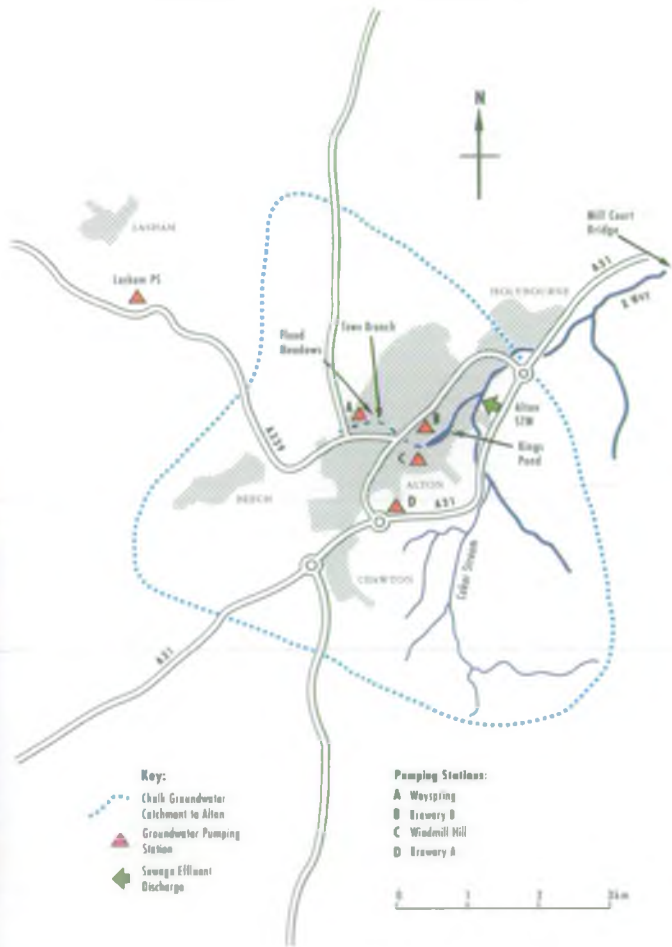 N
Mill Court
Bridge
LASHAM
A31
HOLYBOURNE
R Wey
Lasham PS
Town Branch
Flood
Meadows
A
B
Alton
STW
A339
Kings
Pond
C
ALTON
BEECH
D
A31
CHAWTON
Caker Stream
A31
Key:
Chalk Groundwater
Catchment to Alton
Groundwater Pumping
Station
Sewage Effluent
Discharge
Pumping Stations:
A Wayspring
B Brewary B
C Windmill Hill
D Brewary A
0 1 2 3km